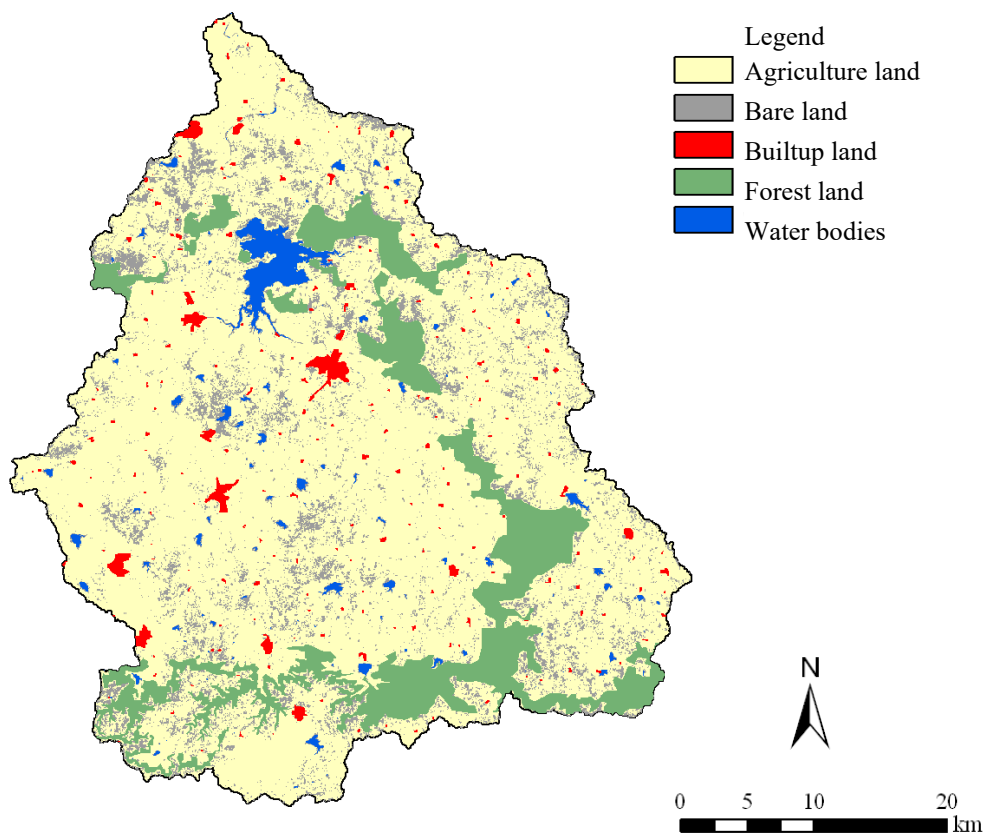 Legend
Agriculture land
Bare land
Builtup land
Forest land
Water bodies
N
0 5 10 20
km